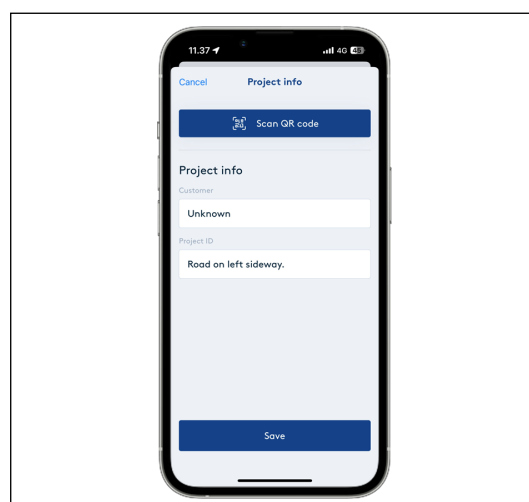 11.37
4G 48
Cancel Project info
Scan QR code
Project info
Customer
Unknown
Project ID
Road on left sideway.
Save